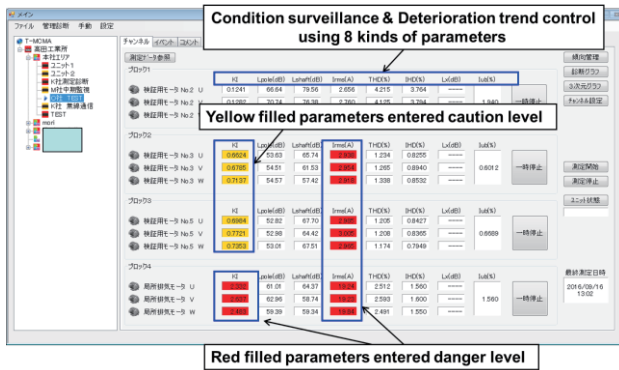 メイン
ファイル 管理診断 手動 設定
T-MCMA
高田工業所
本社エリア
ユニット1
ユニット2
K社測定診断
M社中期監視
TEST
K社 無線通信
TEST
mori
チャンネル イベント コメント
測定データ参照
Condition surveillance & Deterioration trend control
using 8 kinds of parameters
傾向管理
診断グラフ
3次元グラフ
チャンネル設定
測定開始
測定停止
ユニット状態
最終測定日時
2016/09/16
13:02
ブロック1
KI Lpole(dB) Lshaft(dB) Irms(A) THD(%) IHD(%) Lx(dB) Iub(%)
検証用モータ No.2 U 0.1241 66.64 79.56 2.656 4.215 3.764 -----
検証用モータ No.2 V 1.940 一時停止
検証用モータ No.2
Yellow filled parameters entered caution level
ブロック2
検証用モータ No.3 U 0.6624 53.63 65.74 1.234 0.8255 -----
検証用モータ No.3 V 0.6785 54.51 61.53 1.265 0.8940 ----- 0.6012 一時停止
検証用モータ No.3 W 0.7137 54.57 57.42 1.338 0.8532 -----
ブロック3
KI Lpole(dB) Lshaft(dB) Irms(A) THD(%) IHD(%) Lx(dB) Iub(%)
検証用モータ No.5 U 0.6964 52.82 67.70 1.205 0.8427 -----
検証用モータ No.5 V 0.7721 52.98 64.42 1.208 0.8365 ----- 0.6689 一時停止
検証用モータ No.5 W 0.7353 53.01 67.51 1.174 0.7949 -----
ブロック4
KI Lpole(dB) Lshaft(dB) Irms(A) THD(%) IHD(%) Lx(dB) Iub(%)
局所排気モータ U 61.01 64.37 2.512 1.560 -----
局所排気モータ V 62.96 58.74 2.593 1.600 ----- 1.560 一時停止
局所排気モータ W 59.39 59.34 2.491 1.550 -----
Red filled parameters entered danger level